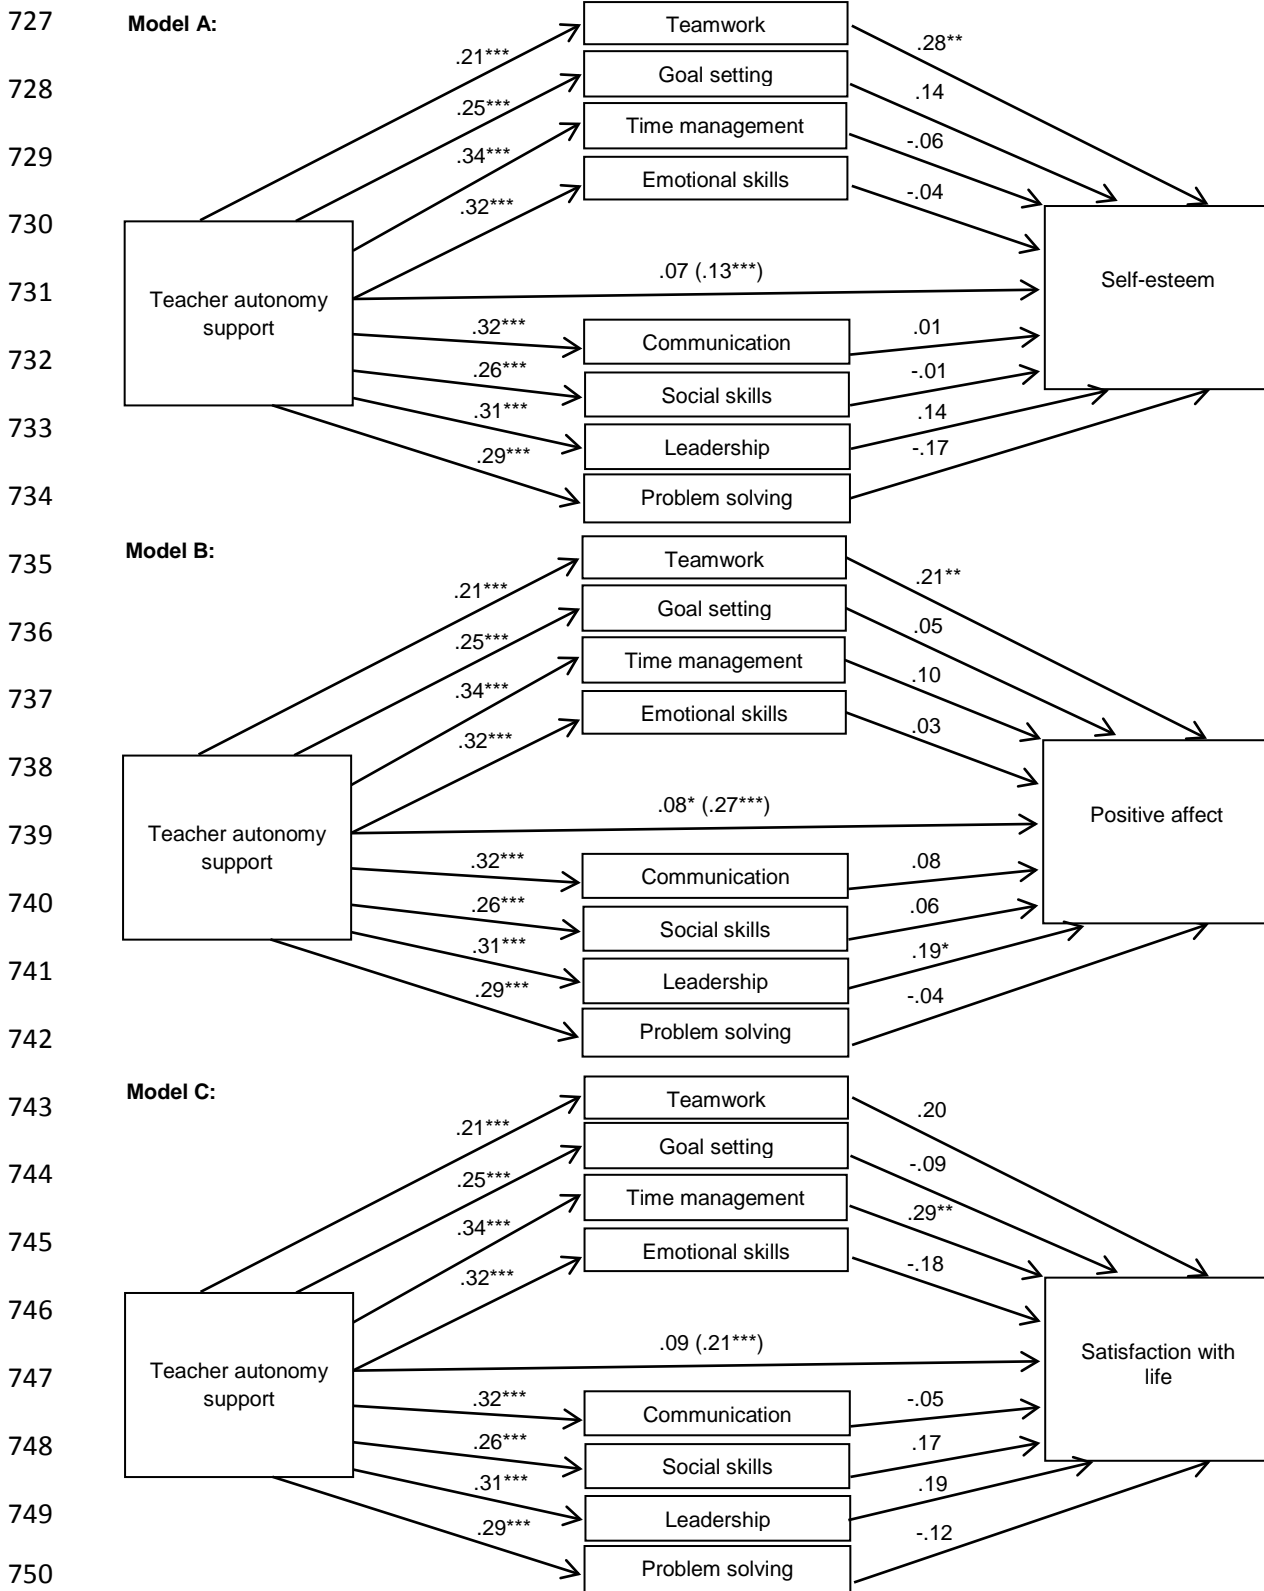 727
Model A:
Teamwork
.21***
.28**
728
Goal setting
.25***
.14
729
Time management
.34***
-.06
Emotional skills
.32***
-.04
730
.07 (.13***)
731
Teacher autonomy
support
Self-esteem
732
.32***
Communication
.01
.26***
Social skills
-.01
733
.31***
Leadership
.14
.29***
-.17
734
Problem solving
735
Model B:
Teamwork
.21***
.21**
736
Goal setting
.25***
.05
Time management
737
.34***
.10
Emotional skills
.32***
.03
738
.08* (.27***)
739
Teacher autonomy
support
Positive affect
.32***
Communication
.08
740
.26***
Social skills
.06
741
.31***
Leadership
.19*
.29***
-.04
742
Problem solving
743
Model C:
Teamwork
.21***
.20
744
Goal setting
.25***
-.09
Time management
745
.34***
.29**
Emotional skills
.32***
-.18
746
.09 (.21***)
747
Teacher autonomy
support
Satisfaction with
life
.32***
Communication
-.05
748
.26***
Social skills
.17
.31***
.19
749
Leadership
.29***
-.12
750
Problem solving